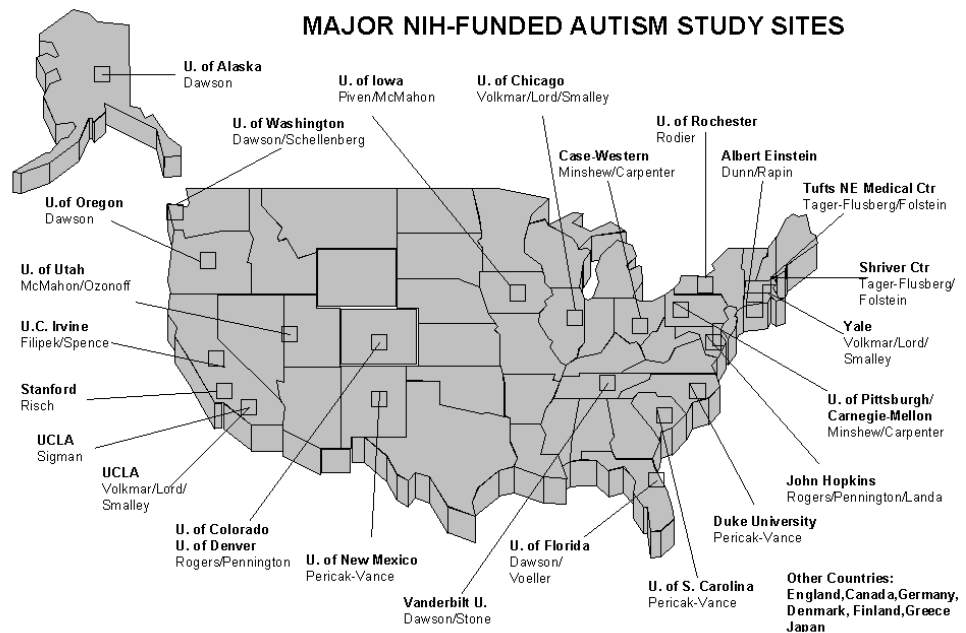 MAJOR NIH-FUNDED AUTISM STUDY SITES
U. of Alaska
Dawson
U. of Iowa
Piven/McMahon
U. of Chicago
Volkmar/Lord/Smalley
U. of Washington
Dawson/Schellenberg
U. of Rochester
Rodier
Case-Western
Minshew/Carpenter
Albert Einstein
Dunn/Rapin
Tufts NE Medical Ctr
Tager-Flusberg/Folstein
U.of Oregon
Dawson
U. of Utah
McMahon/Ozonoff
Shriver Ctr
Tager-Flusberg/
Folstein
U.C. Irvine
Filipek/Spence
Yale
Volkmar/Lord/
Smalley
Stanford
Risch
U. of Pittsburgh/
Carnegie-Mellon
Minshew/Carpenter
UCLA
Sigman
UCLA
Volkmar/Lord/
Smalley
John Hopkins
Rogers/Pennington/Landa
U. of Colorado
U. of Denver
Rogers/Pennington
U. of New Mexico
Pericak-Vance
Vanderbilt U.
Dawson/Stone
U. of Florida
Dawson/
Voeller
Duke University
Pericak-Vance
U. of S. Carolina
Pericak-Vance
Other Countries:
England,Canada,Germany,
Denmark, Finland,Greece
Japan